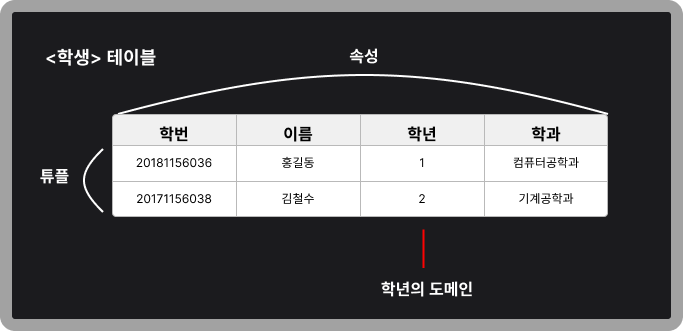 <학생> 테이블
속성
학번 이름 학년 학과
20181156036 홍길동 1 컴퓨터공학과
튜플
20171156038 김철수 2 기계공학과
학년의 도메인